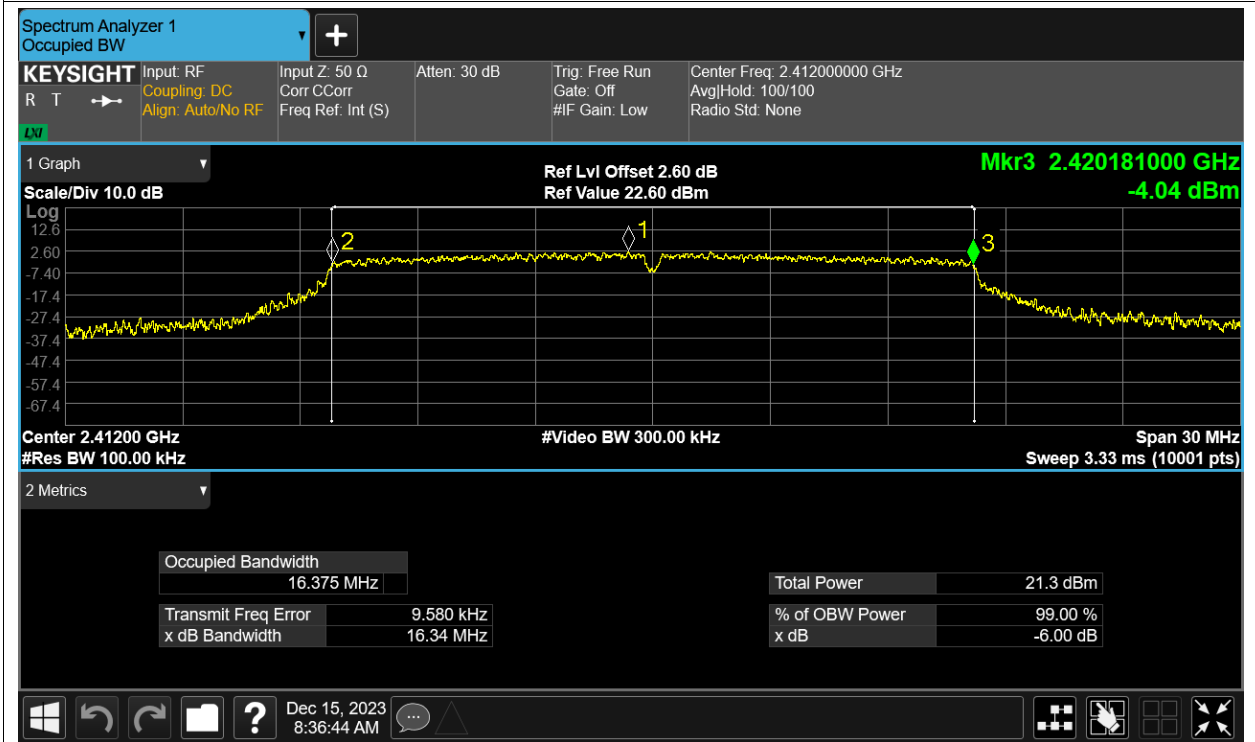 Spectrum Analyzer 1
Occupied BW
KEYSIGHT
R T
LXI
Input: RF
Coupling: DC
Align: Auto/No RF
Input Z: 50 Ω
Corr CCorr
Freq Ref: Int (S)
Atten: 30 dB
Trig: Free Run
Gate: Off
#IF Gain: Low
Center Freq: 2.412000000 GHz
Avg|Hold: 100/100
Radio Std: None
1 Graph
Scale/Div 10.0 dB
Ref Lvl Offset 2.60 dB
Ref Value 22.60 dBm
Mkr3 2.420181000 GHz
-4.04 dBm
Log
12.6
2.60
-7.40
-17.4
-27.4
-37.4
-47.4
-57.4
-67.4
2
1
3
Center 2.41200 GHz
#Res BW 100.00 kHz
#Video BW 300.00 kHz
Span 30 MHz
Sweep 3.33 ms (10001 pts)
2 Metrics
Occupied Bandwidth
16.375 MHz
Transmit Freq Error 9.580 kHz
x dB Bandwidth 16.34 MHz
Total Power 21.3 dBm
% of OBW Power 99.00 %
x dB -6.00 dB
?
Dec 15, 2023
8:36:44 AM